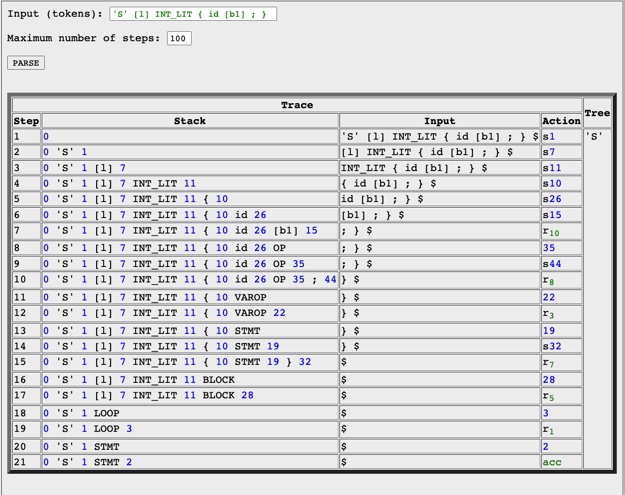 Input (tokens): 'S' [l] INT_LIT { id [b1] ; }
Maximum number of steps: 100
PARSE
Trace Tree
Step Stack Input Action
1 0 'S' [l] INT_LIT { id [b1] ; } $ s1 'S'
2 0 'S' 1 [l] INT_LIT { id [b1] ; } $ s7
3 0 'S' 1 [l] 7 INT_LIT { id [b1] ; } $ s11
4 0 'S' 1 [l] 7 INT_LIT 11 { id [b1] ; } $ s10
5 0 'S' 1 [l] 7 INT_LIT 11 { 10 id [b1] ; } $ s26
6 0 'S' 1 [l] 7 INT_LIT 11 { 10 id 26 [b1] ; } $ s15
7 0 'S' 1 [l] 7 INT_LIT 11 { 10 id 26 [b1] 15 ; } $ r10
8 0 'S' 1 [l] 7 INT_LIT 11 { 10 id 26 OP ; } $ 35
9 0 'S' 1 [l] 7 INT_LIT 11 { 10 id 26 OP 35 ; } $ s44
10 0 'S' 1 [l] 7 INT_LIT 11 { 10 id 26 OP 35 ; 44 } $ r8
11 0 'S' 1 [l] 7 INT_LIT 11 { 10 VAROP } $ 22
12 0 'S' 1 [l] 7 INT_LIT 11 { 10 VAROP 22 } $ r3
13 0 'S' 1 [l] 7 INT_LIT 11 { 10 STMT } $ 19
14 0 'S' 1 [l] 7 INT_LIT 11 { 10 STMT 19 } $ s32
15 0 'S' 1 [l] 7 INT_LIT 11 { 10 STMT 19 } 32 $ r7
16 0 'S' 1 [l] 7 INT_LIT 11 BLOCK $ 28
17 0 'S' 1 [l] 7 INT_LIT 11 BLOCK 28 $ r5
18 0 'S' 1 LOOP $ 3
19 0 'S' 1 LOOP 3 $ r1
20 0 'S' 1 STMT $ 2
21 0 'S' 1 STMT 2 $ acc